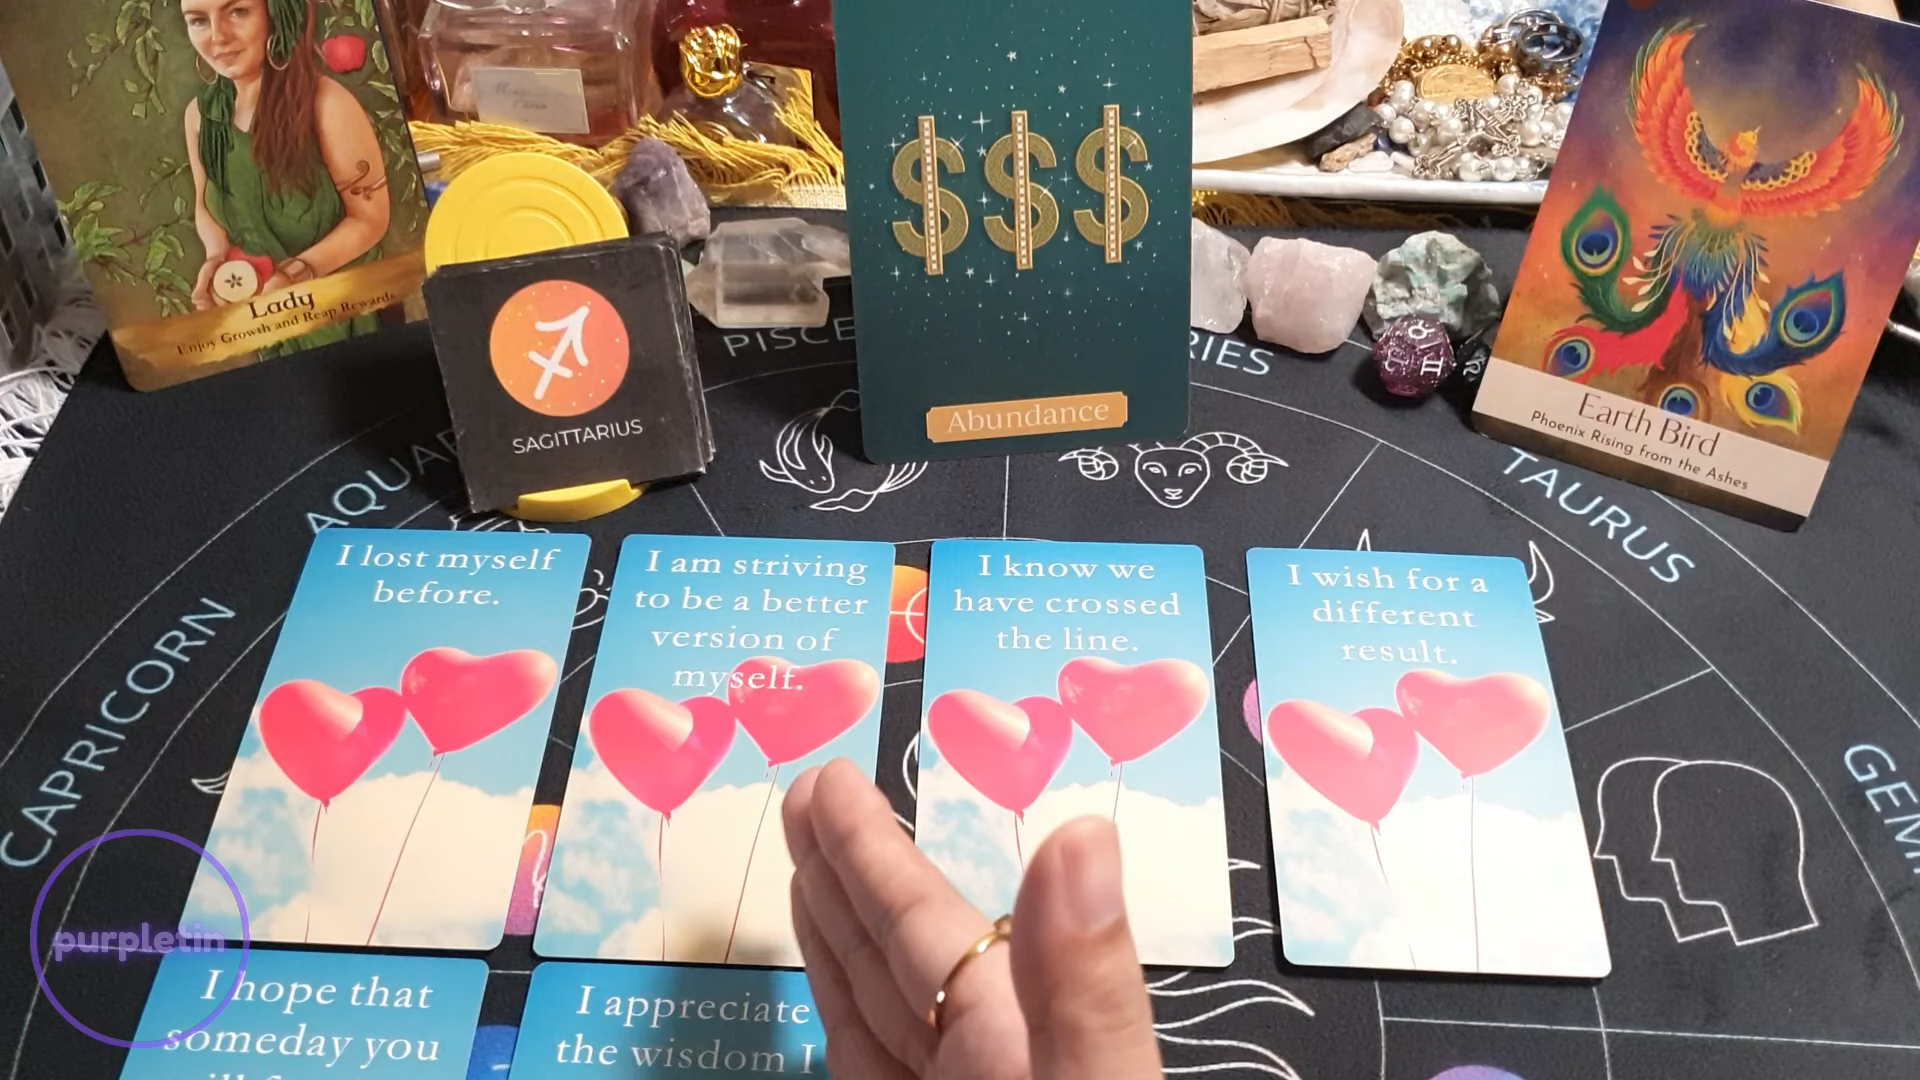 Lady
Enjoy Growth and Reap Rewards
SAGITTARIUS
$$$
Abundance
Earth Bird
Phoenix Rising from the Ashes
PISCE
RIES
AQUAR
TAURUS
CAPRICORN
GEMI
I lost myself
before.
I am striving
to be a better
version of
myself.
I know we
have crossed
the line.
I wish for a
different
result.
I hope that
someday you
I appreciate
the wisdom I
purpletin